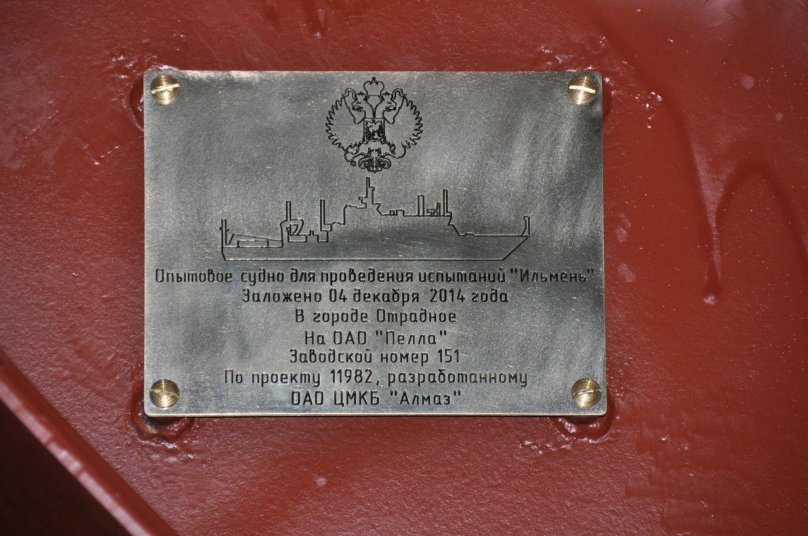 Опытовое судно для проведения испытаний "Ильмень"
Заложено 04 декабря 2014 года
В городе Отрадное
На ОАО "Пелла"
Заводской номер 151
По проекту 11982, разработанному
ОАО ЦМКБ "Алмаз"